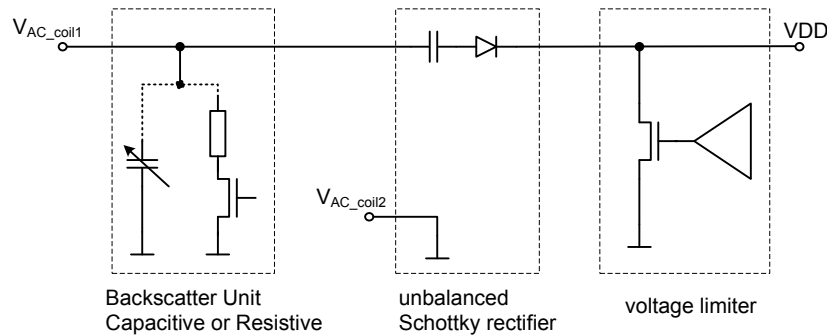 V_AC_coil1
VDD
V_AC_coil2
Backscatter Unit
Capacitive or Resistive
unbalanced
Schottky rectifier
voltage limiter